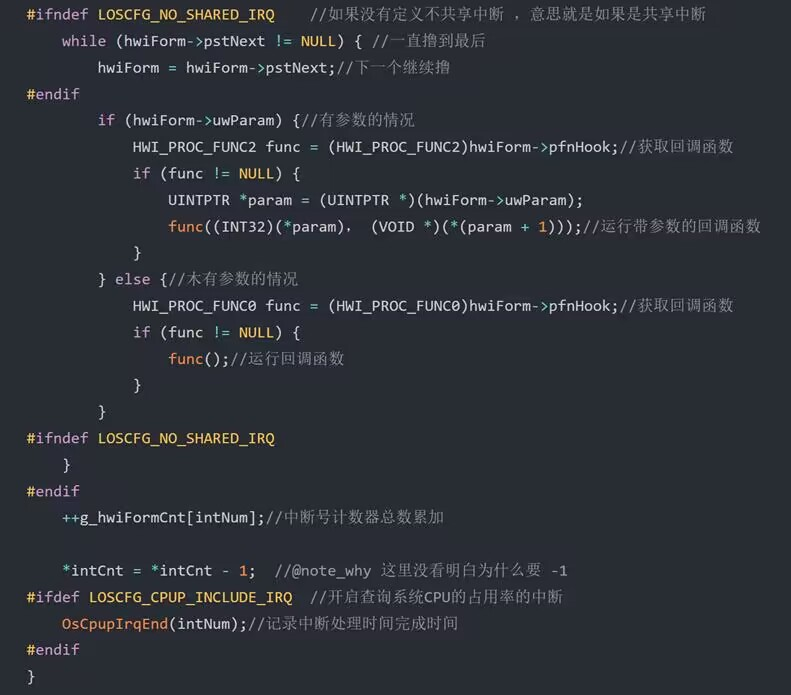 #ifndef LOSCFG_NO_SHARED_IRQ    //如果没有定义不共享中断 ，意思就是如果是共享中断
    while (hwiForm->pstNext != NULL) { //一直撸到最后
        hwiForm = hwiForm->pstNext;//下一个继续撸
#endif
        if (hwiForm->uwParam) {//有参数的情况
            HWI_PROC_FUNC2 func = (HWI_PROC_FUNC2)hwiForm->pfnHook;//获取回调函数
            if (func != NULL) {
                UINTPTR *param = (UINTPTR *)(hwiForm->uwParam);
                func((INT32)(*param)， (VOID *)(*(param + 1)));//运行带参数的回调函数
            }
        } else {//木有参数的情况
            HWI_PROC_FUNC0 func = (HWI_PROC_FUNC0)hwiForm->pfnHook;//获取回调函数
            if (func != NULL) {
                func();//运行回调函数
            }
        }
#ifndef LOSCFG_NO_SHARED_IRQ
    }
#endif
    ++g_hwiFormCnt[intNum];//中断号计数器总数累加

    *intCnt = *intCnt - 1;  //@note_why 这里没看明白为什么要 -1
#ifdef LOSCFG_CPUP_INCLUDE_IRQ  //开启查询系统CPU的占用率的中断
    OsCpupIrqEnd(intNum);//记录中断处理时间完成时间
#endif
}